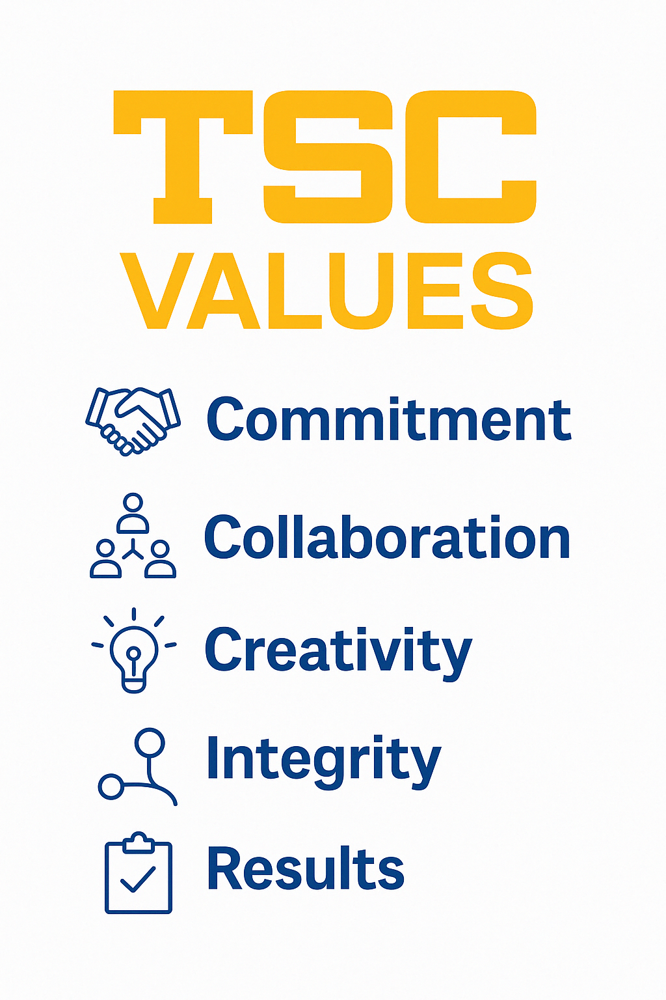 TSC
VALUES
Commitment
Collaboration
Creativity
Integrity
Results